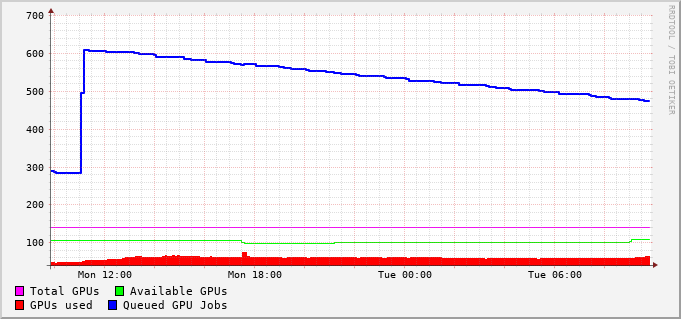 700
600
500
400
300
200
100
Mon 12:00 Mon 18:00 Tue 00:00 Tue 06:00
Total GPUs Available GPUs
GPUs used Queued GPU Jobs
RRDTOOL / TOBI OETIKER